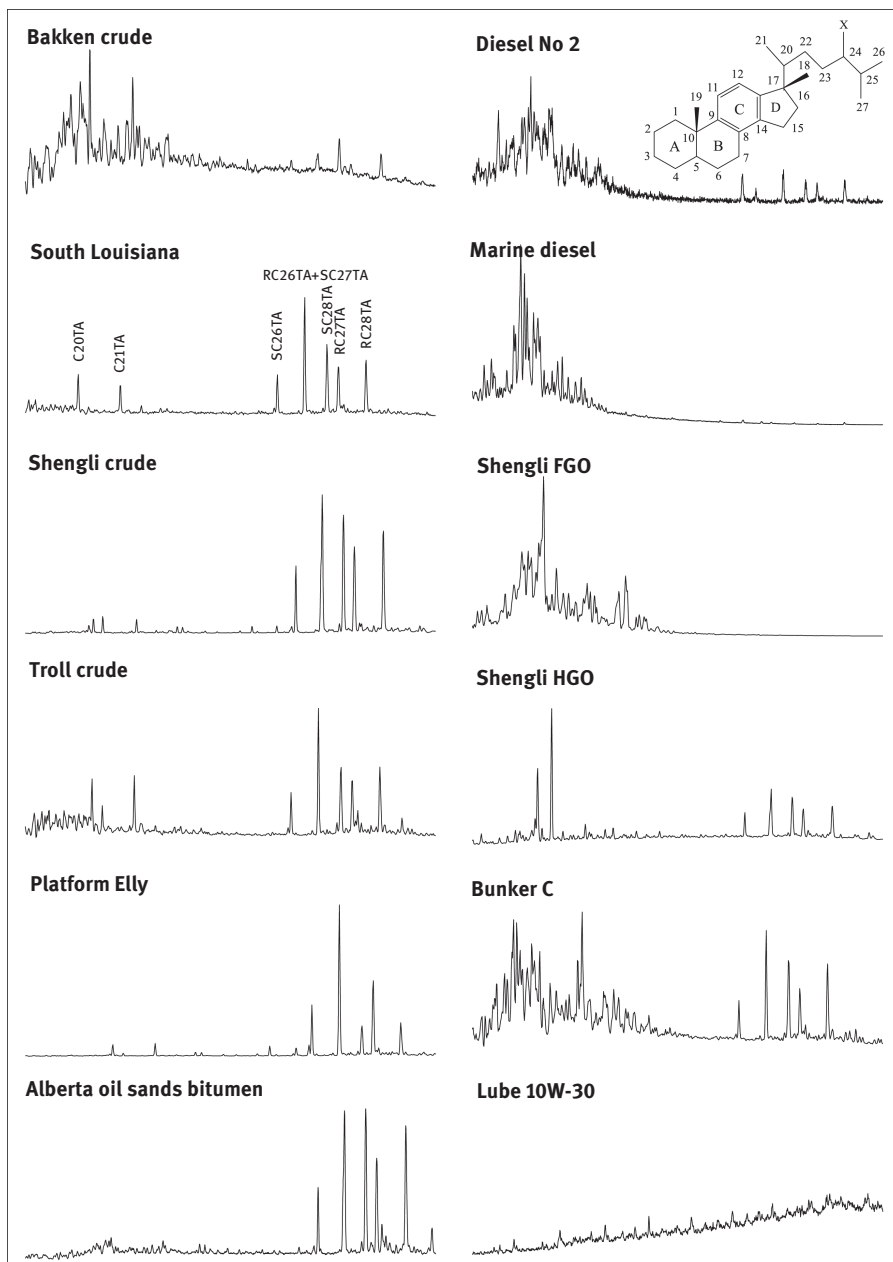 Bakken crude
Diesel No 2
X
21
22
26
20
24
18
23
25
17
12
11
16
27
19
C
D
1
9
2
10
14
15
8
A
B
3
5
7
4
6
South Louisiana
Marine diesel
RC26TA+SC27TA
C20TA
C21TA
SC26TA
SC28TA
RC27TA
RC28TA
Shengli crude
Shengli FGO
Troll crude
Shengli HGO
Platform Elly
Bunker C
Alberta oil sands bitumen
Lube 10W-30